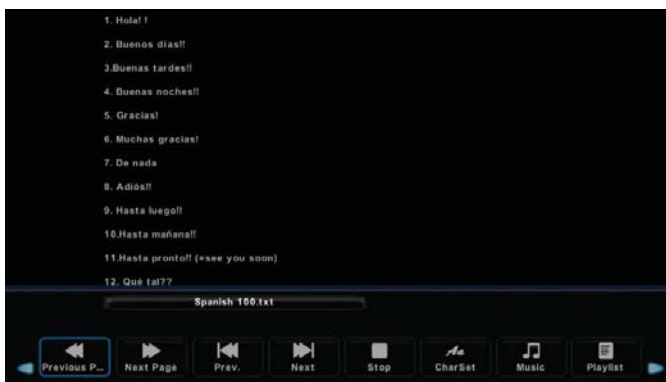 1. Hola! !
2. Buenos días!!
3.Buenas tardes!!
4. Buenas noches!!
5. Gracias!
6. Muchas gracias!
7. De nada
8. Adiós!!
9. Hasta luego!!
10.Hasta mañana!!
11.Hasta pronto!! (=see you soon)
12. Qué tal??
Spanish 100.txt
Previous P... Next Page Prev. Next Stop CharSet Music Playlist